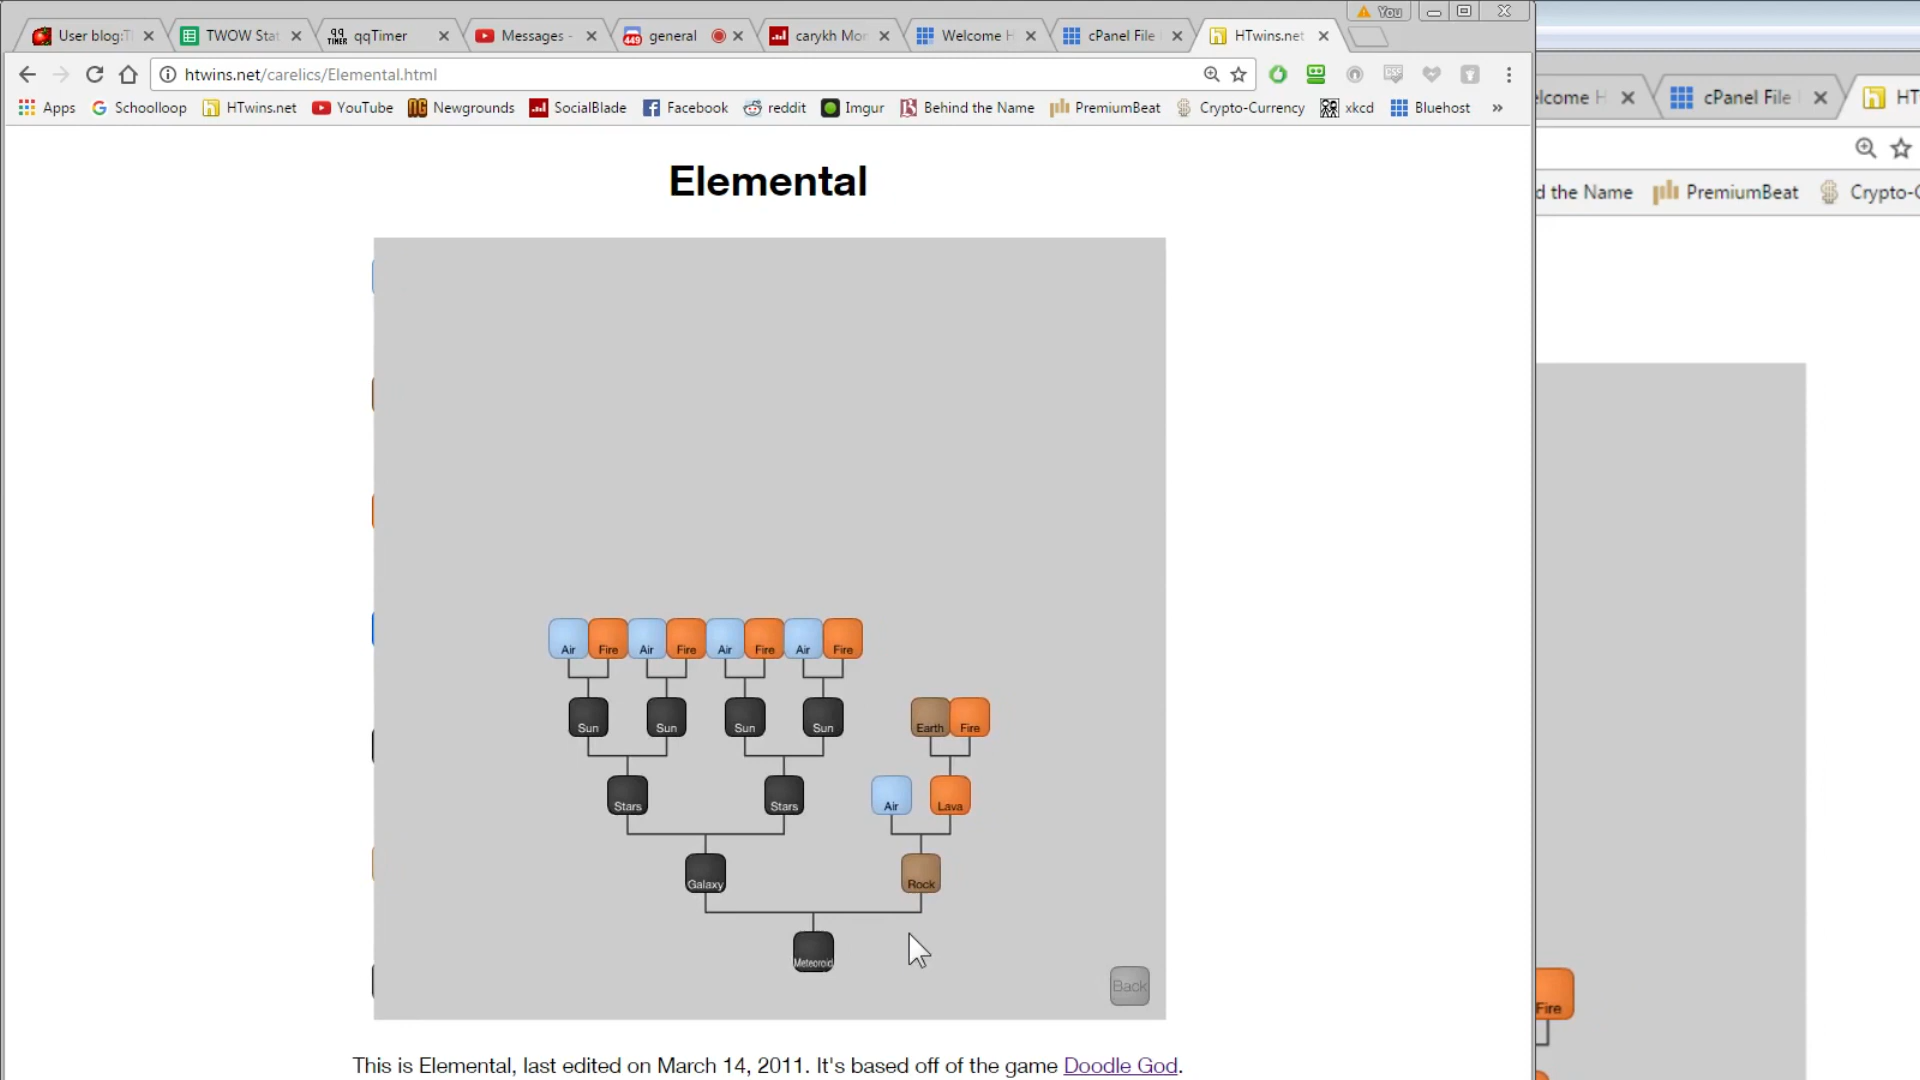 You
User blog:T
TWOW Stat
qqTimer
Messages -
general
carykh Mon
Welcome H
cPanel File
HTwins.net
htwins.net/carelics/Elemental.html
Apps
Schoolloop
HTwins.net
YouTube
Newgrounds
SocialBlade
Facebook
reddit
Imgur
Behind the Name
PremiumBeat
Crypto-Currency
xkcd
Bluehost
»
elcome H
cPanel File
HT
d the Name
PremiumBeat
Crypto-C
Elemental
Air Fire Air Fire Air Fire Air Fire
Sun Sun Sun Sun Earth Fire
Stars Stars Air Lava
Galaxy Rock
Meteoroid
Back
Fire
This is Elemental, last edited on March 14, 2011. It's based off of the game Doodle God.